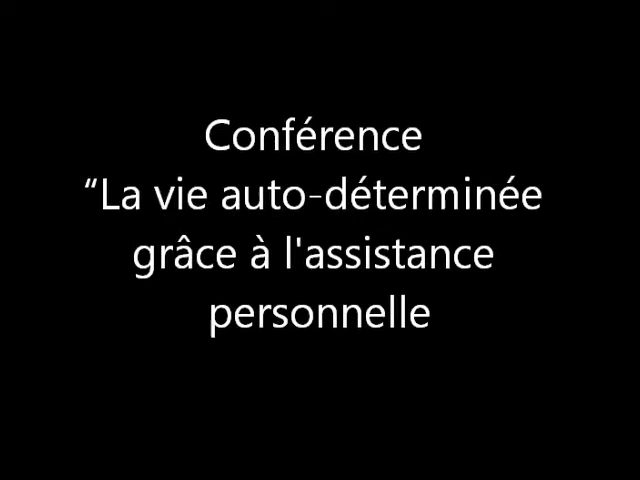 Conférence
“La vie auto-déterminée
grâce à l'assistance
personnelle